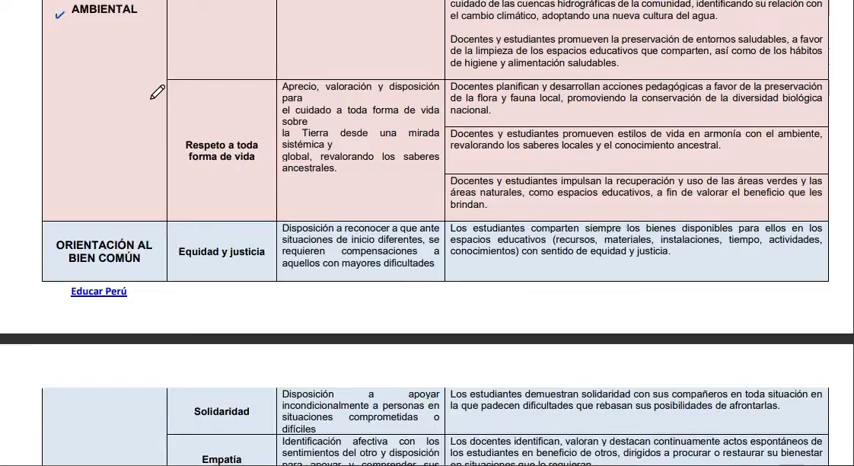 AMBIENTAL
cuidado de las cuencas hidrográficas de la comunidad, identificando su relación con
el cambio climático, adoptando una nueva cultura del agua.
Docentes y estudiantes promueven la preservación de entornos saludables, a favor
de la limpieza de los espacios educativos que comparten, así como de los hábitos
de higiene y alimentación saludables.
Respeto a toda
forma de vida
Aprecio, valoración y disposición
para
el cuidado a toda forma de vida
sobre
la Tierra desde una mirada
sistémica y
global, revalorando los saberes
ancestrales.
Docentes planifican y desarrollan acciones pedagógicas a favor de la preservación
de la flora y fauna local, promoviendo la conservación de la diversidad biológica
nacional.
Docentes y estudiantes promueven estilos de vida en armonía con el ambiente,
revalorando los saberes locales y el conocimiento ancestral.
Docentes y estudiantes impulsan la recuperación y uso de las áreas verdes y las
áreas naturales, como espacios educativos, a fin de valorar el beneficio que les
brindan.
ORIENTACIÓN AL
BIEN COMÚN
Equidad y justicia
Disposición a reconocer a que ante
situaciones de inicio diferentes, se
requieren compensaciones a
aquellos con mayores dificultades
Los estudiantes comparten siempre los bienes disponibles para ellos en los
espacios educativos (recursos, materiales, instalaciones, tiempo, actividades,
conocimientos) con sentido de equidad y justicia.
Educar Perú
Solidaridad
Disposición a apoyar
incondicionalmente a personas en
situaciones comprometidas o
difíciles
Los estudiantes demuestran solidaridad con sus compañeros en toda situación en
la que padecen dificultades que rebasan sus posibilidades de afrontarlas.
Empatía
Identificación afectiva con los
sentimientos del otro y disposición
para apoyar y comprender sus
Los docentes identifican, valoran y destacan continuamente actos espontáneos de
los estudiantes en beneficio de otros, dirigidos a procurar o restaurar su bienestar
en situaciones que lo requieran.